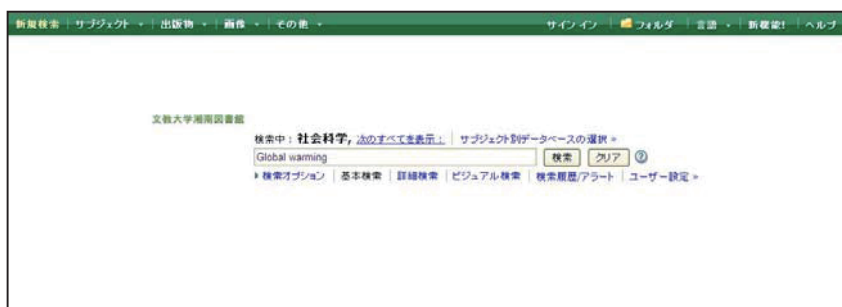 新規検索 サブジェクト 出版物 画像 その他 サインイン フォルダ 言語 新機能! ヘルプ
文教大学湘南図書館
検索中: 社会科学, 次のすべてを表示: サブジェクト別データベースの選択 »
Global warming 検索 クリア ?
検索オプション 基本検索 詳細検索 ビジュアル検索 検索履歴/アラート ユーザー設定 »